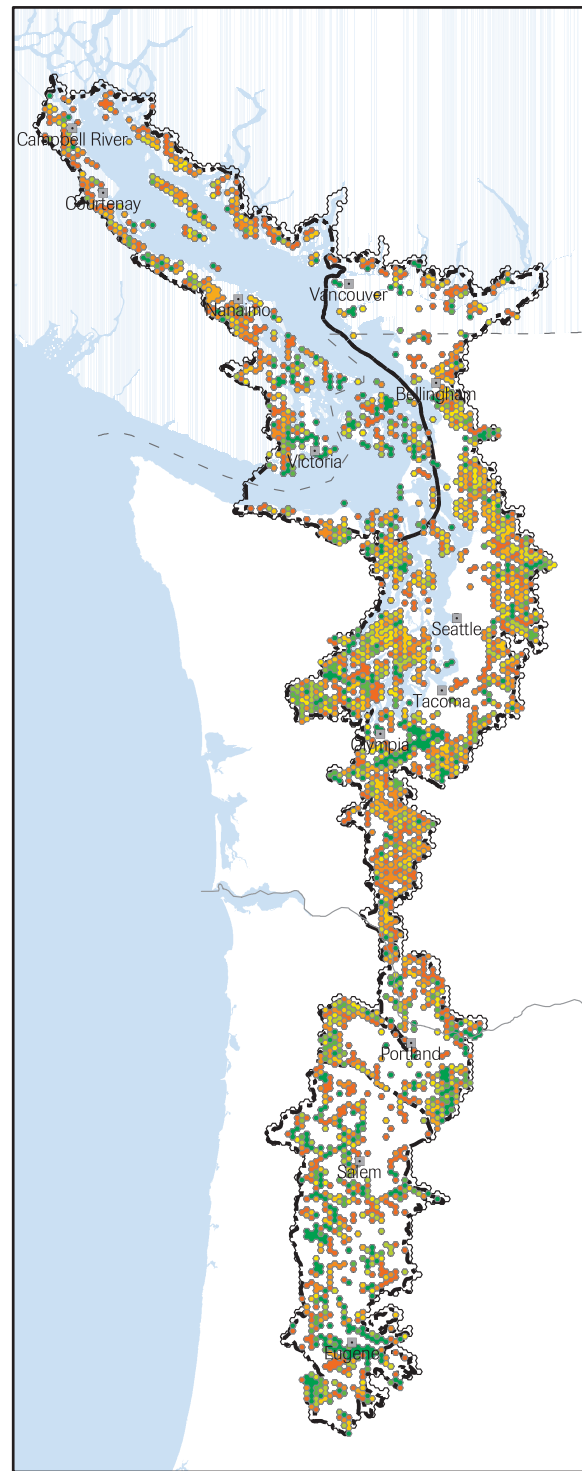 Campbell River
Courtenay
Vancouver
Nanaimo
Bellingham
Victoria
Seattle
Tacoma
Olympia
Portland
Salem
Eugene